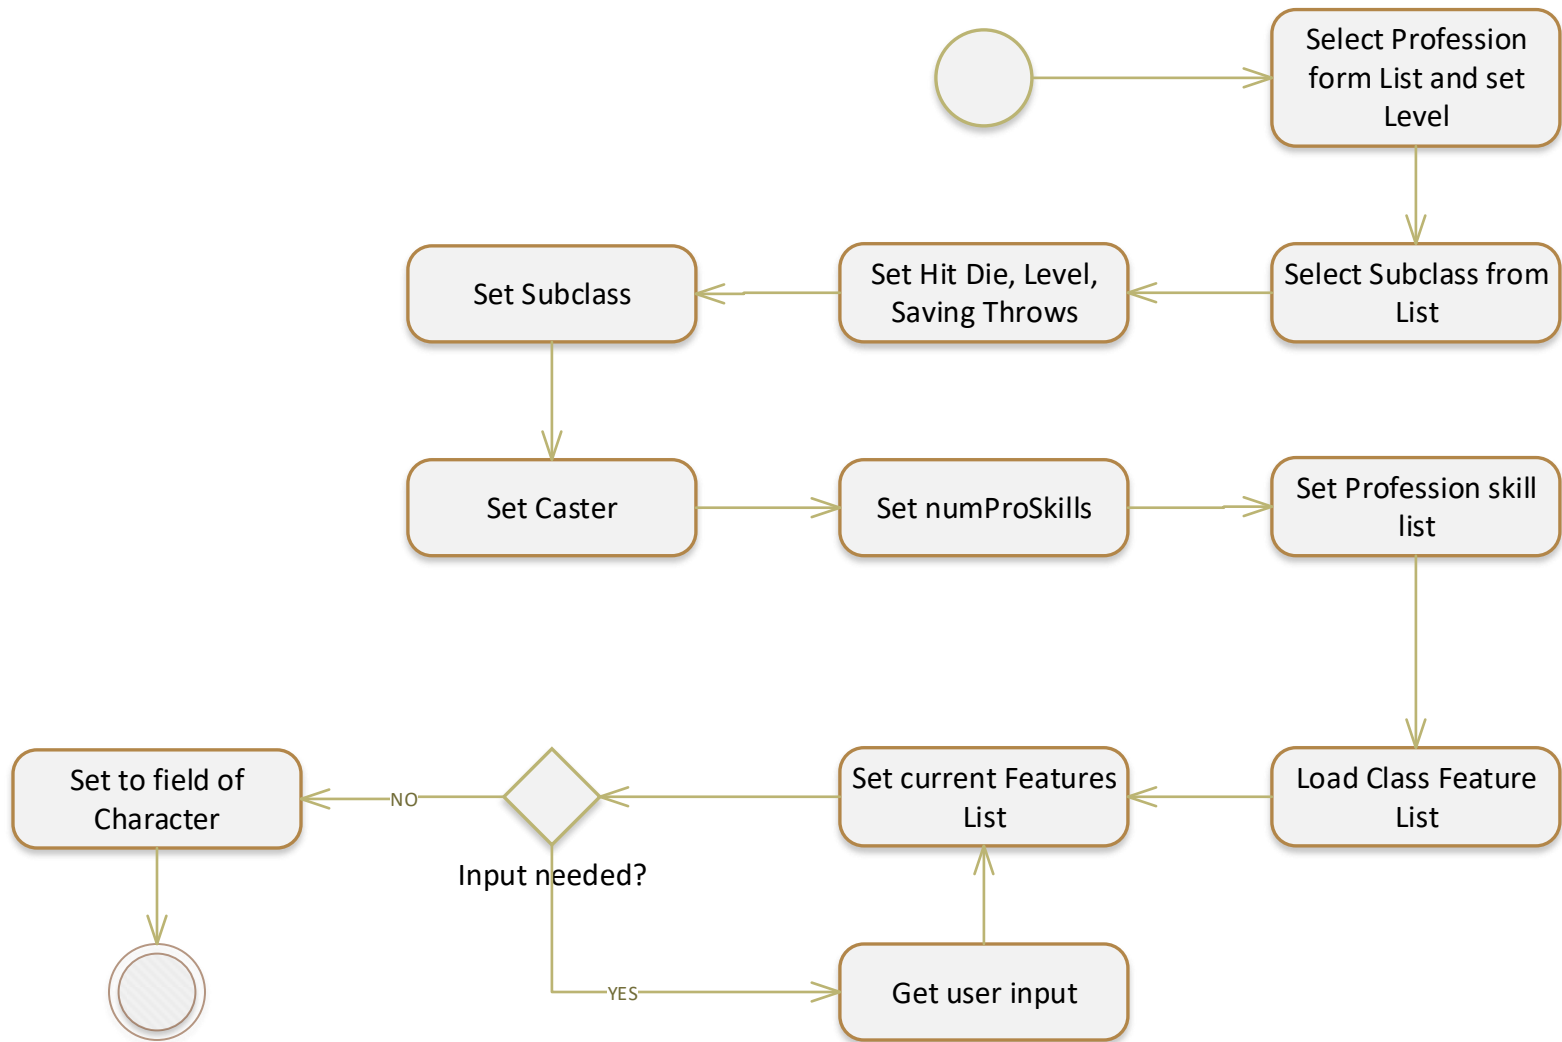 Select Profession
form List and set
Level
Set Subclass
Set Hit Die, Level,
Saving Throws
Select Subclass from
List
Set Caster
Set numProSkills
Set Profession skill
list
Set to field of
Character
NO
Input needed?
Set current Features
List
Load Class Feature
List
YES
Get user input